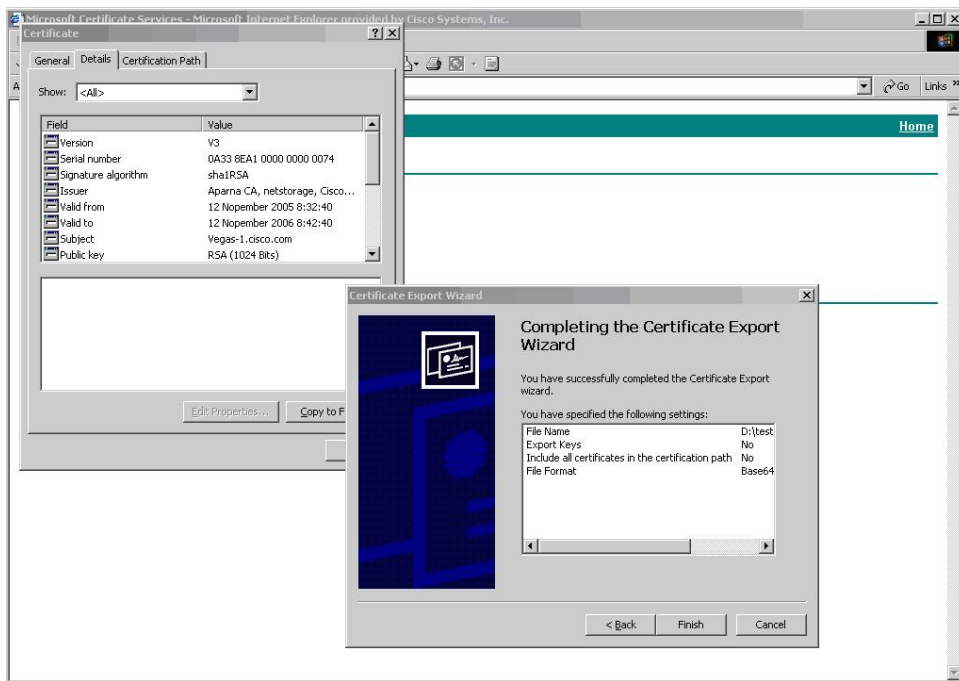 Microsoft Certificate Services - Microsoft Internet Explorer provided by Cisco Systems, Inc.
Certificate
General Details Certification Path
Show: <All>
Go Links »
Home
Field Value
Version V3
Serial number 0A33 8EA1 0000 0000 0074
Signature algorithm sha1RSA
Issuer Aparna CA, netstorage, Cisco...
Valid from 12 Nopember 2005 8:32:40
Valid to 12 Nopember 2006 8:42:40
Subject Vegas-1.cisco.com
Public key RSA (1024 Bits)
Edit Properties... Copy to F
Certificate Export Wizard
Completing the Certificate Export
Wizard
You have successfully completed the Certificate Export
wizard.
You have specified the following settings:
File Name D:\test
Export Keys No
Include all certificates in the certification path No
File Format Base64
< Back Finish Cancel